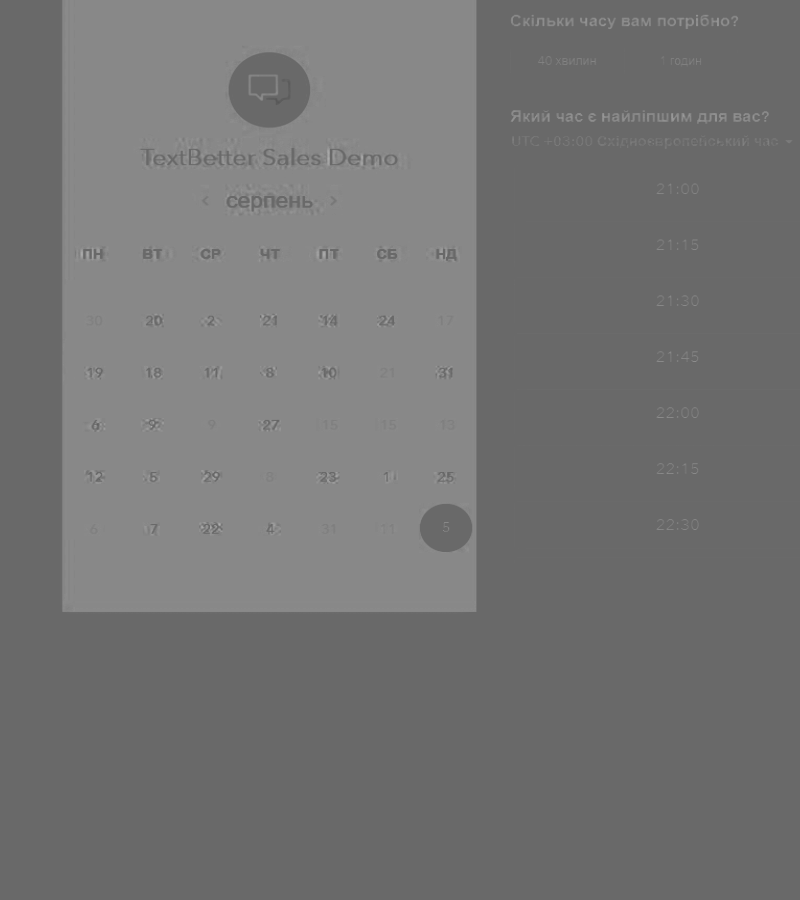 TextBetter Sales Demo
серпень
ПН ВТ СР ЧТ ПТ СБ НД
30 20 2 21 14 24 17
19 18 11 8 10 21 31
6 9 9 27 15 15 13
12 5 29 8 23 1 25
6 7 22 4 31 11 5
Скільки часу вам потрібно?
40 хвилин 1 годин
Який час є найліпшим для вас?
UTC +03:00 Східноєвропейський час
21:00
21:15
21:30
21:45
22:00
22:15
22:30